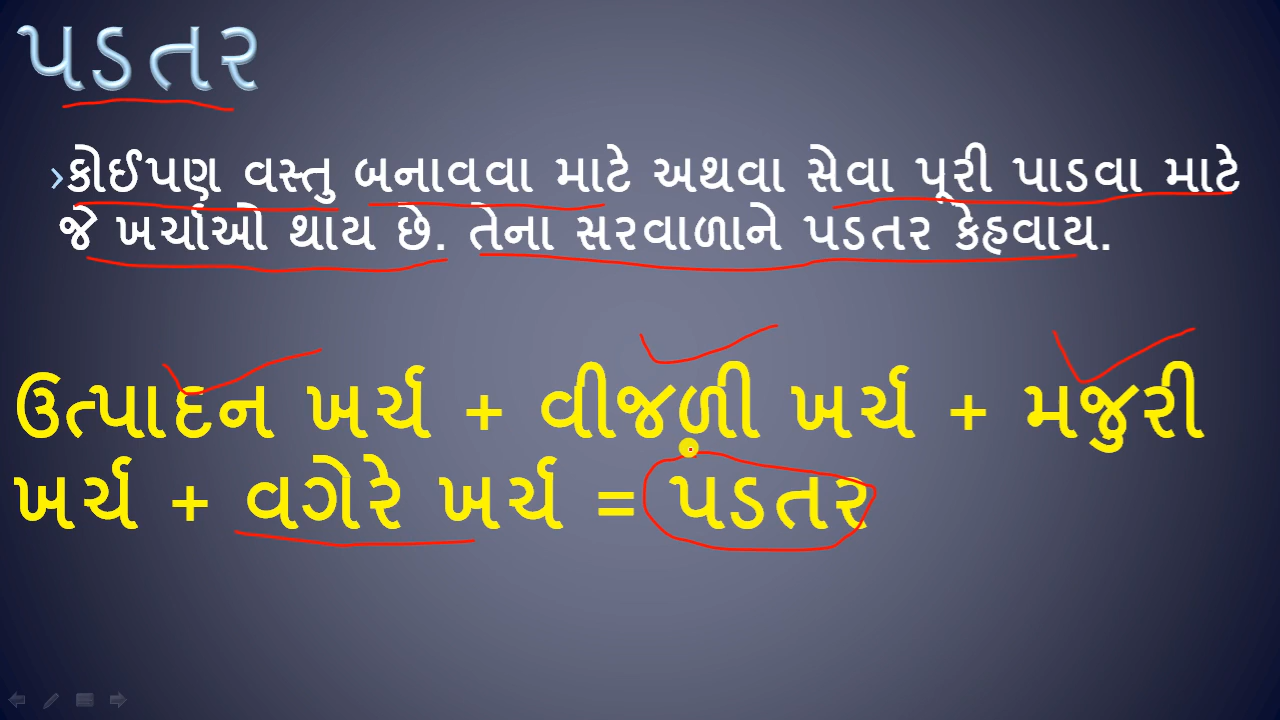 પડતર
›કોઈપણ વસ્તુ બનાવવા માટે અથવા સેવા પૂરી પાડવા માટે
જે ખર્ચાઓ થાય છે. તેના સરવાળાને પડતર કેહવાય.
ઉત્પાદન ખર્ચ + વીજળી ખર્ચ + મજુરી
ખર્ચ + વગેરે ખર્ચ = પડતર